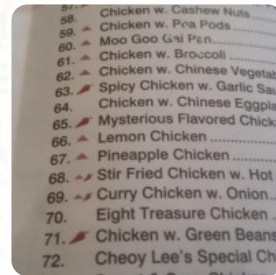 57.
58. Chicken w. Cashew Nuts
59. Chicken w. Pea Pods
60. Moo Goo Gai Pan
61. Chicken w. Broccoli
62. Chicken w. Chinese Vegetab
63. Spicy Chicken w. Garlic Sau
64. Chicken w. Chinese Eggpla
65. Mysterious Flavored Chick
66. Lemon Chicken
67. Pineapple Chicken
68. Stir Fried Chicken w. Hot
69. Curry Chicken w. Onion
70. Eight Treasure Chicken
71. Chicken w. Green Beans
72. Cheoy Lee's Special Ch